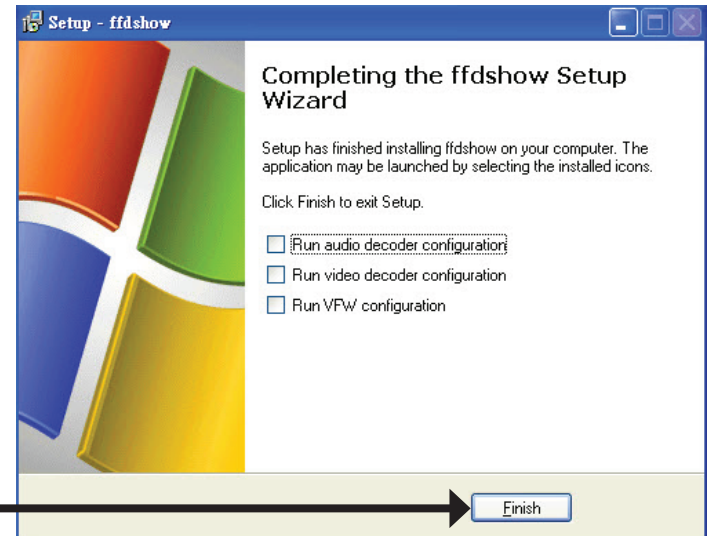 Setup - ffdshow
Completing the ffdshow Setup
Wizard
Setup has finished installing ffdshow on your computer. The
application may be launched by selecting the installed icons.
Click Finish to exit Setup.
Run audio decoder configuration
Run video decoder configuration
Run VFW configuration
Finish